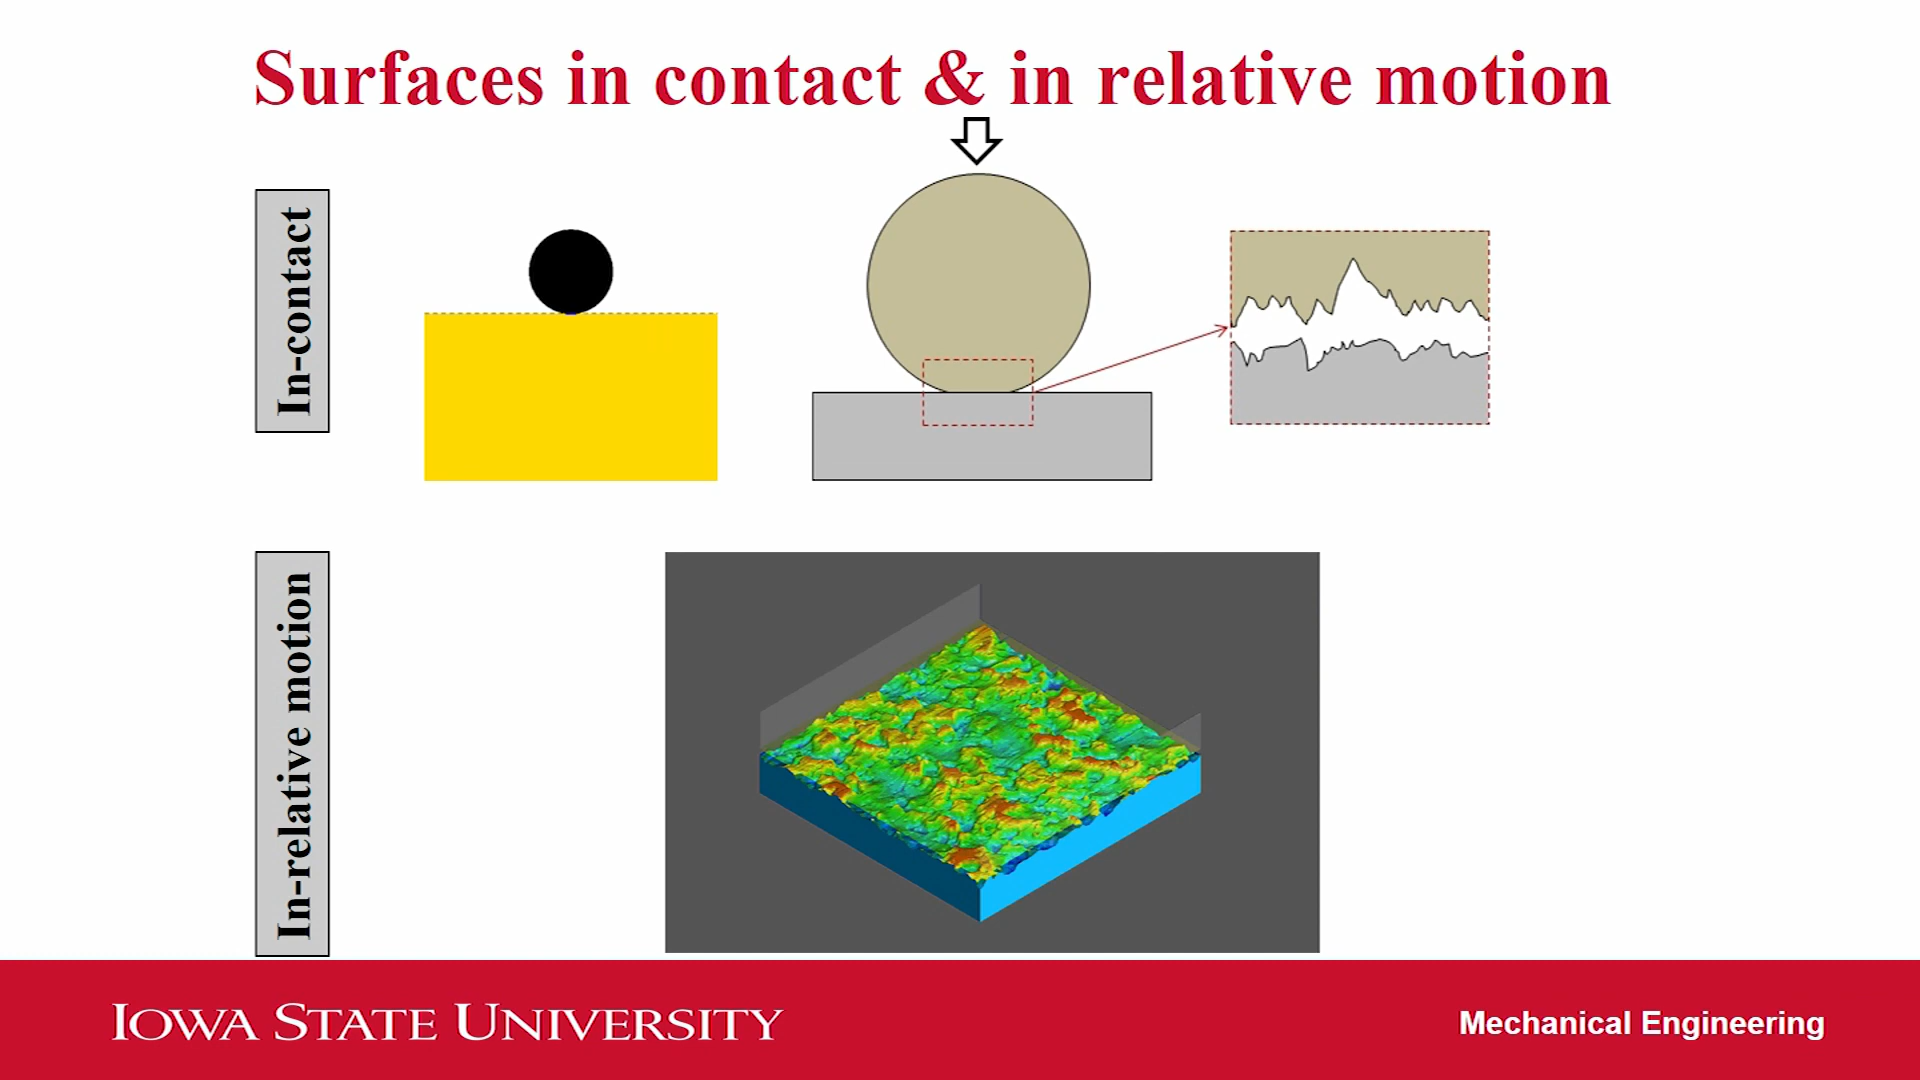 Surfaces in contact & in relative motion
In-contact
In-relative motion
IOWA STATE UNIVERSITY
Mechanical Engineering